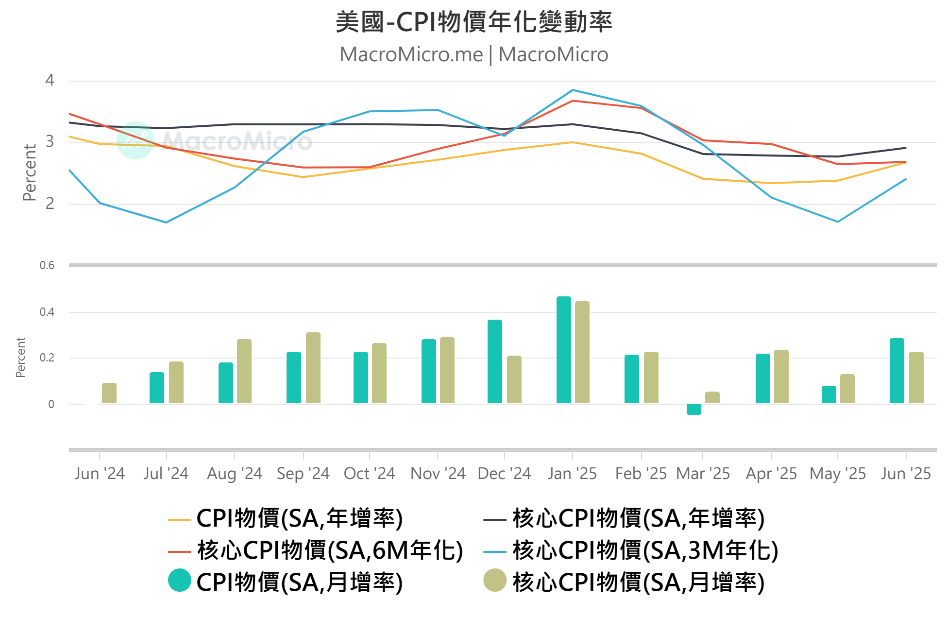 美國-CPI物價年化變動率
MacroMicro.me | MacroMicro
4
3
2
Percent
MacroMicro
0.6
0.4
0.2
0
Percent
Jun '24 Jul '24 Aug '24 Sep '24 Oct '24 Nov '24 Dec '24 Jan '25 Feb '25 Mar '25 Apr '25 May '25 Jun '25
CPI物價(SA,年增率) 核心CPI物價(SA,年增率)
核心CPI物價(SA,6M年化) 核心CPI物價(SA,3M年化)
CPI物價(SA,月增率) 核心CPI物價(SA,月增率)